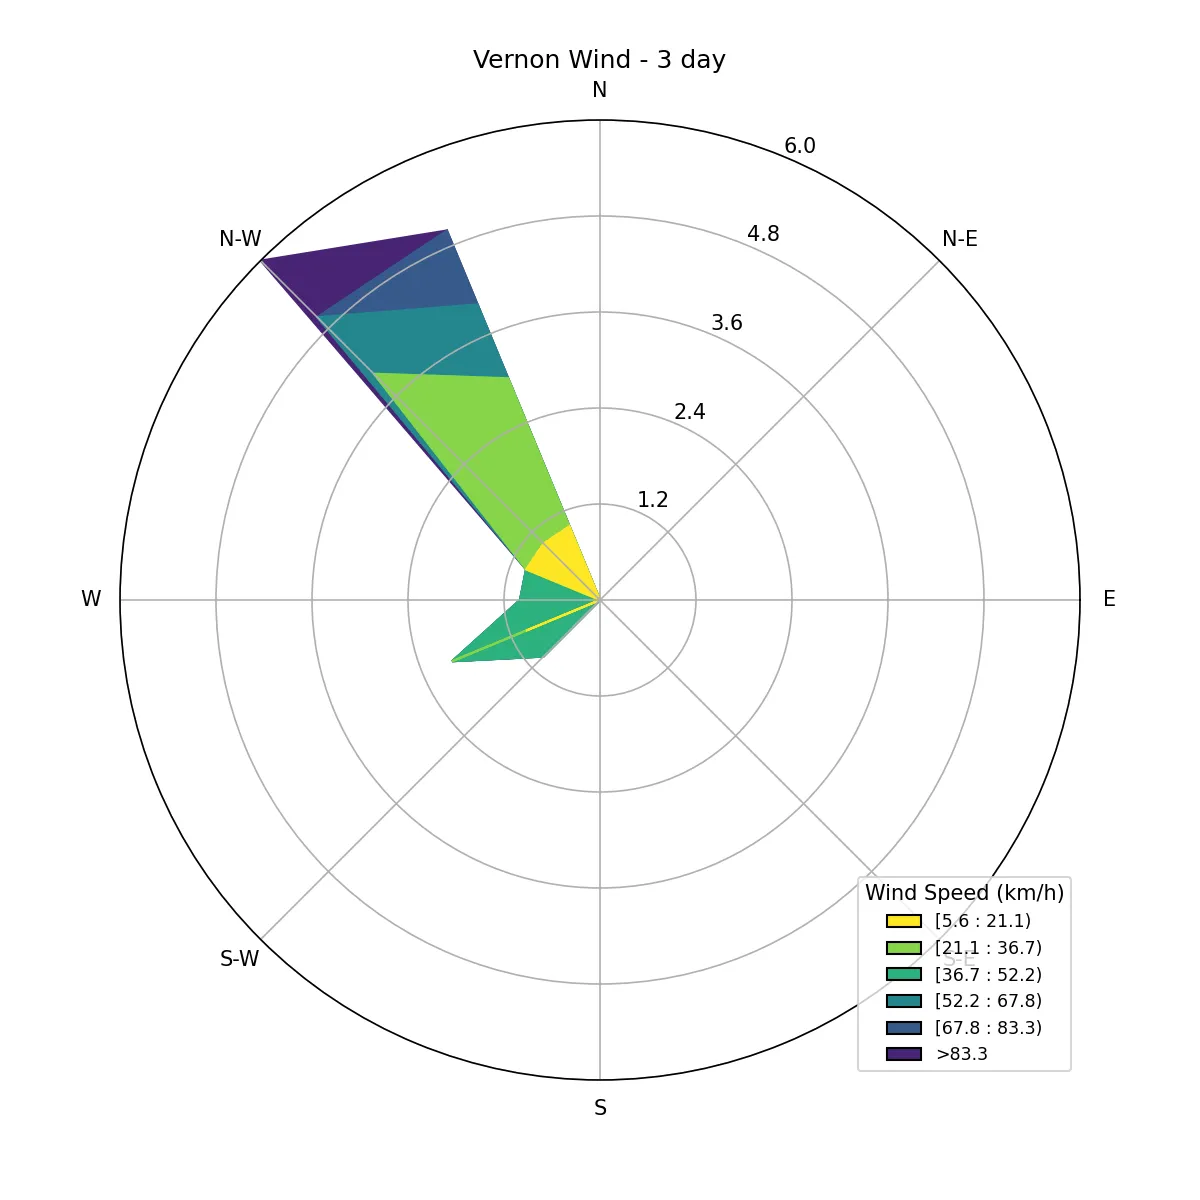 Vernon Wind - 3 day
N
6.0
N-W
N-E
4.8
3.6
2.4
1.2
W
E
S-W
S-E
S
Wind Speed (km/h)
[5.6 : 21.1)
[21.1 : 36.7)
[36.7 : 52.2)
[52.2 : 67.8)
[67.8 : 83.3)
>83.3